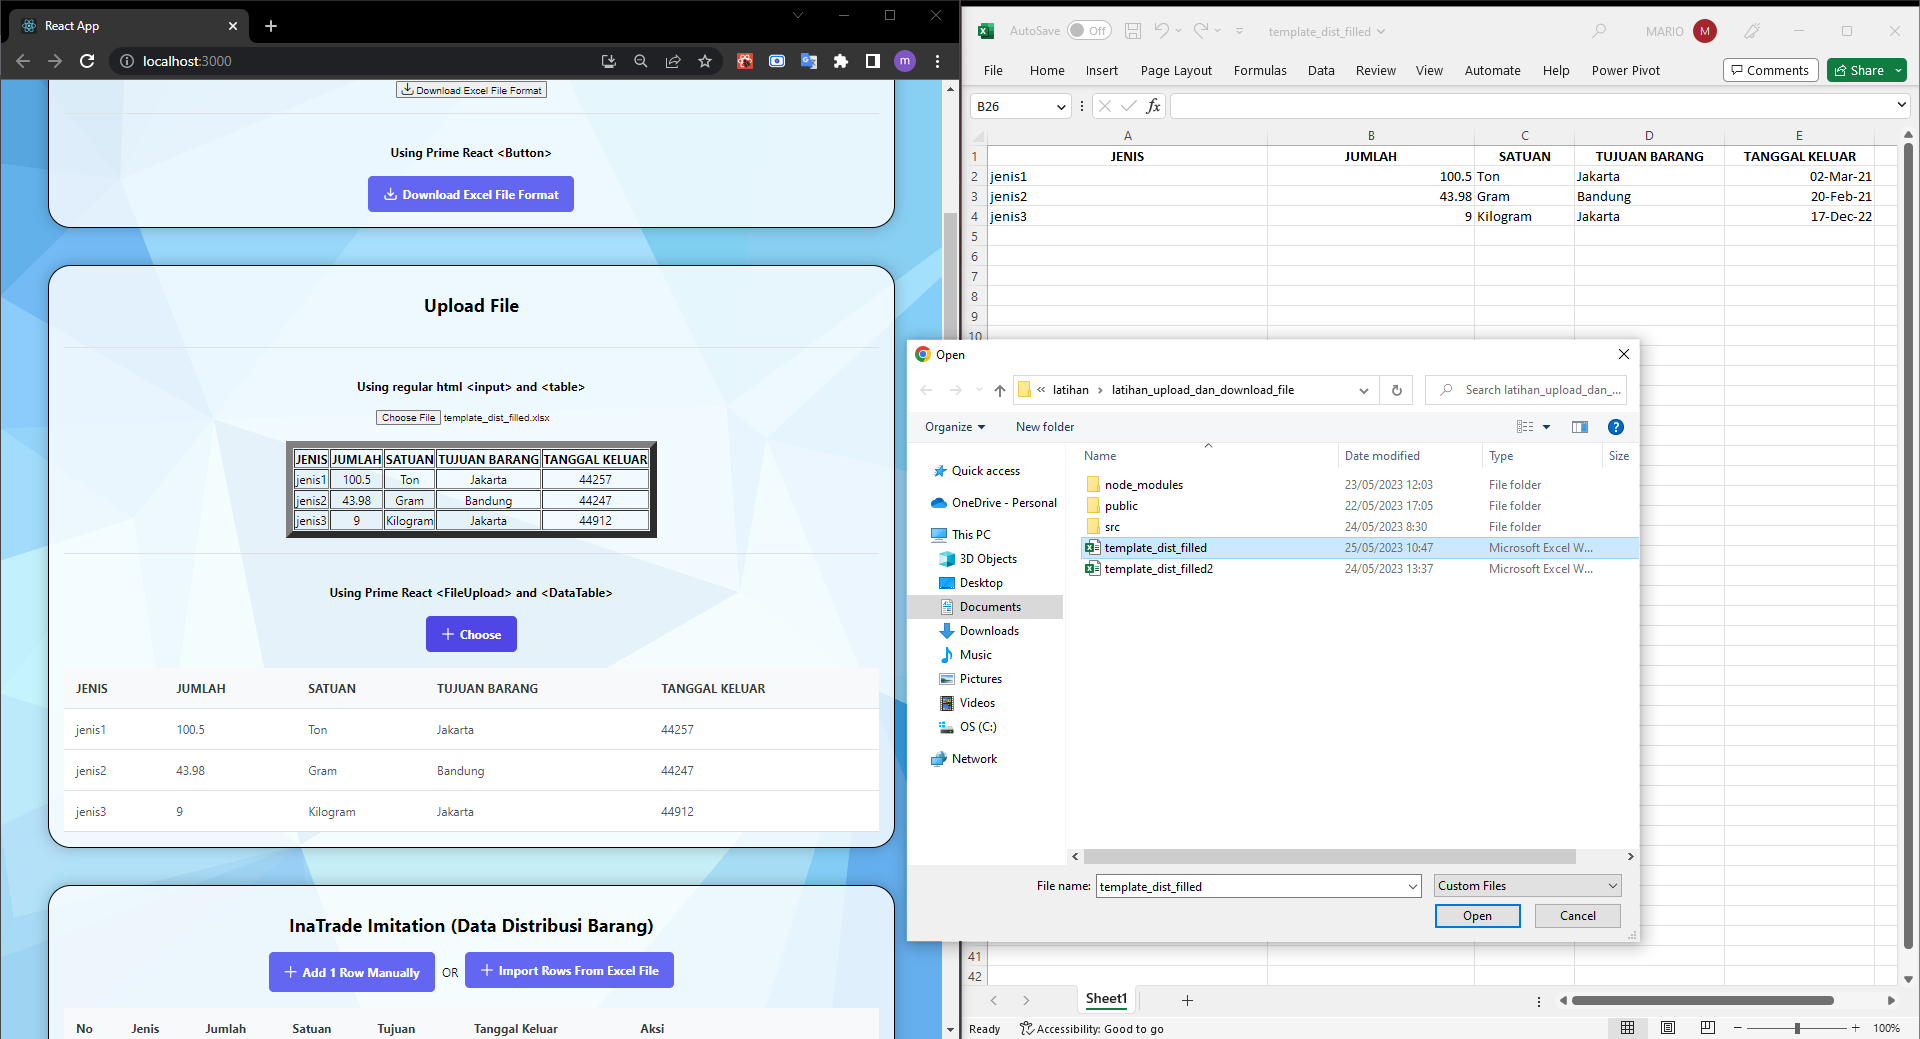 React App
localhost:3000
m
Download Excel File Format
Using Prime React <Button>
Download Excel File Format
Upload File
Using regular html <input> and <table>
Choose File template_dist_filled.xlsx
JENIS JUMLAH SATUAN TUJUAN BARANG TANGGAL KELUAR
jenis1 100.5 Ton Jakarta 44257
jenis2 43.98 Gram Bandung 44247
jenis3 9 Kilogram Jakarta 44912
Using Prime React <FileUpload> and <DataTable>
Choose
JENIS JUMLAH SATUAN TUJUAN BARANG TANGGAL KELUAR
jenis1 100.5 Ton Jakarta 44257
jenis2 43.98 Gram Bandung 44247
jenis3 9 Kilogram Jakarta 44912
InaTrade Imitation (Data Distribusi Barang)
Add 1 Row Manually OR Import Rows From Excel File
No Jenis Jumlah Satuan Tujuan Tanggal Keluar Aksi
AutoSave Off template_dist_filled MARIO M
File Home Insert Page Layout Formulas Data Review View Automate Help Power Pivot Comments Share
B26 fx
A B C D E
1 JENIS JUMLAH SATUAN TUJUAN BARANG TANGGAL KELUAR
2 jenis1 100.5 Ton Jakarta 02-Mar-21
3 jenis2 43.98 Gram Bandung 20-Feb-21
4 jenis3 9 Kilogram Jakarta 17-Dec-22
5
6
7
8
9
10
Open
« latihan › latihan_upload_dan_download_file Search latihan_upload_dan_...
Organize New folder ?
Name Date modified Type Size
Quick access
OneDrive - Personal
This PC
3D Objects
Desktop
Documents
Downloads
Music
Pictures
Videos
OS (C:)
Network
node_modules 23/05/2023 12:03 File folder
public 22/05/2023 17:05 File folder
src 24/05/2023 8:30 File folder
template_dist_filled 25/05/2023 10:47 Microsoft Excel W...
template_dist_filled2 24/05/2023 13:37 Microsoft Excel W...
File name: template_dist_filled Custom Files
Open Cancel
41
42
Sheet1
Ready Accessibility: Good to go 100%